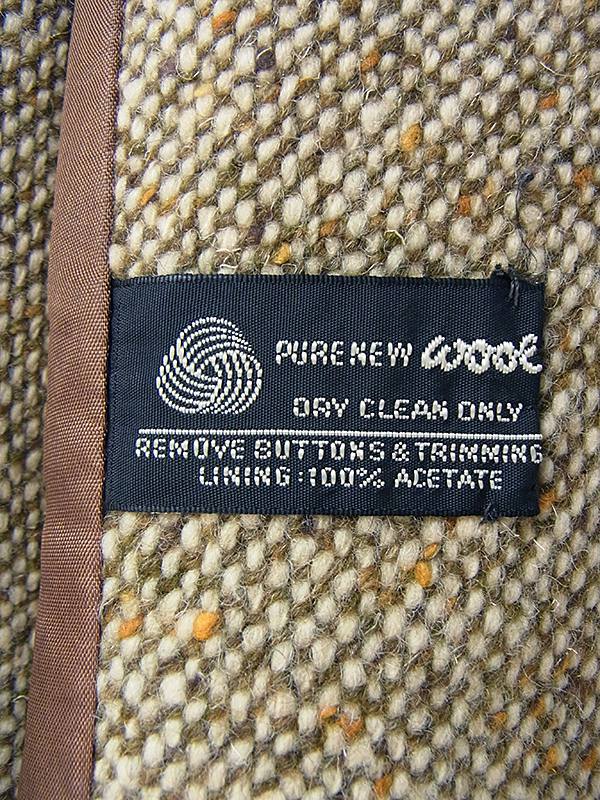 PURE NEW wool
DRY CLEAN ONLY
REMOVE BUTTONS & TRIMMING
LINING : 100% ACETATE